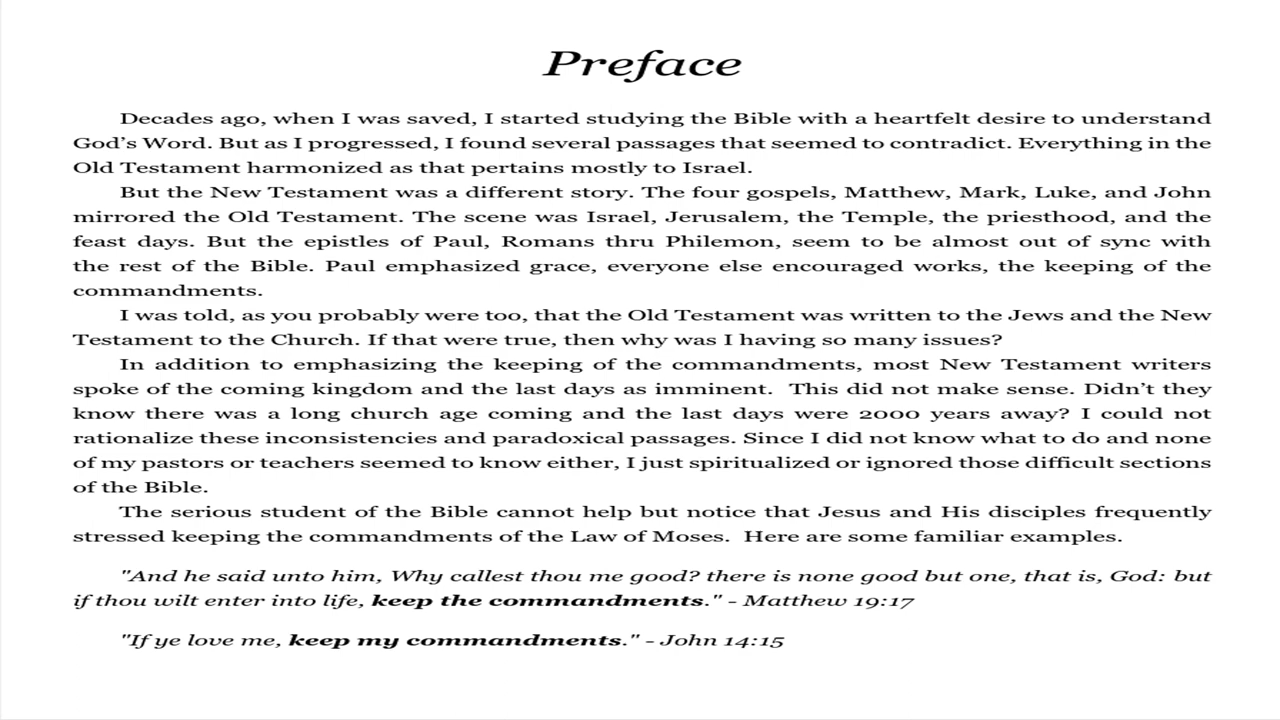 Preface
Decades ago, when I was saved, I started studying the Bible with a heartfelt desire to understand
God’s Word. But as I progressed, I found several passages that seemed to contradict. Everything in the
Old Testament harmonized as that pertains mostly to Israel.
But the New Testament was a different story. The four gospels, Matthew, Mark, Luke, and John
mirrored the Old Testament. The scene was Israel, Jerusalem, the Temple, the priesthood, and the
feast days. But the epistles of Paul, Romans thru Philemon, seem to be almost out of sync with
the rest of the Bible. Paul emphasized grace, everyone else encouraged works, the keeping of the
commandments.
I was told, as you probably were too, that the Old Testament was written to the Jews and the New
Testament to the Church. If that were true, then why was I having so many issues?
In addition to emphasizing the keeping of the commandments, most New Testament writers
spoke of the coming kingdom and the last days as imminent.  This did not make sense. Didn’t they
know there was a long church age coming and the last days were 2000 years away? I could not
rationalize these inconsistencies and paradoxical passages. Since I did not know what to do and none
of my pastors or teachers seemed to know either, I just spiritualized or ignored those difficult sections
of the Bible.
The serious student of the Bible cannot help but notice that Jesus and His disciples frequently
stressed keeping the commandments of the Law of Moses.  Here are some familiar examples.
"And he said unto him, Why callest thou me good? there is none good but one, that is, God: but
if thou wilt enter into life, keep the commandments." - Matthew 19:17
"If ye love me, keep my commandments." - John 14:15